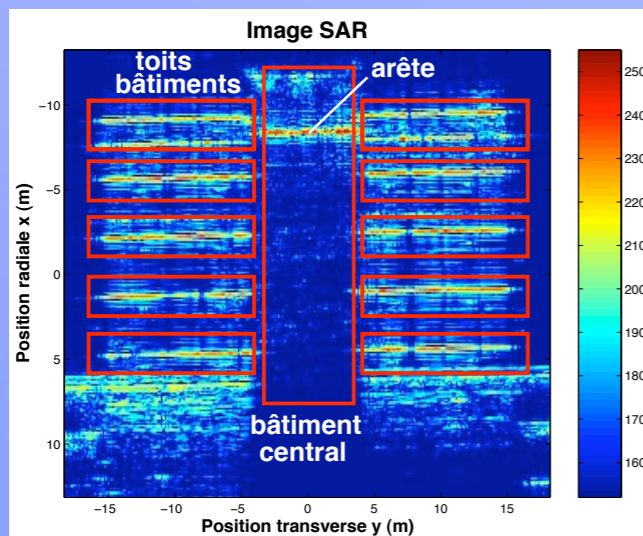 Image SAR
toits
bâtiments
arête
bâtiment
central
Position radiale x (m)
-10
-5
0
5
10
-15
-10
-5
0
5
10
15
Position transverse y (m)
250
240
230
220
210
200
190
180
170
160